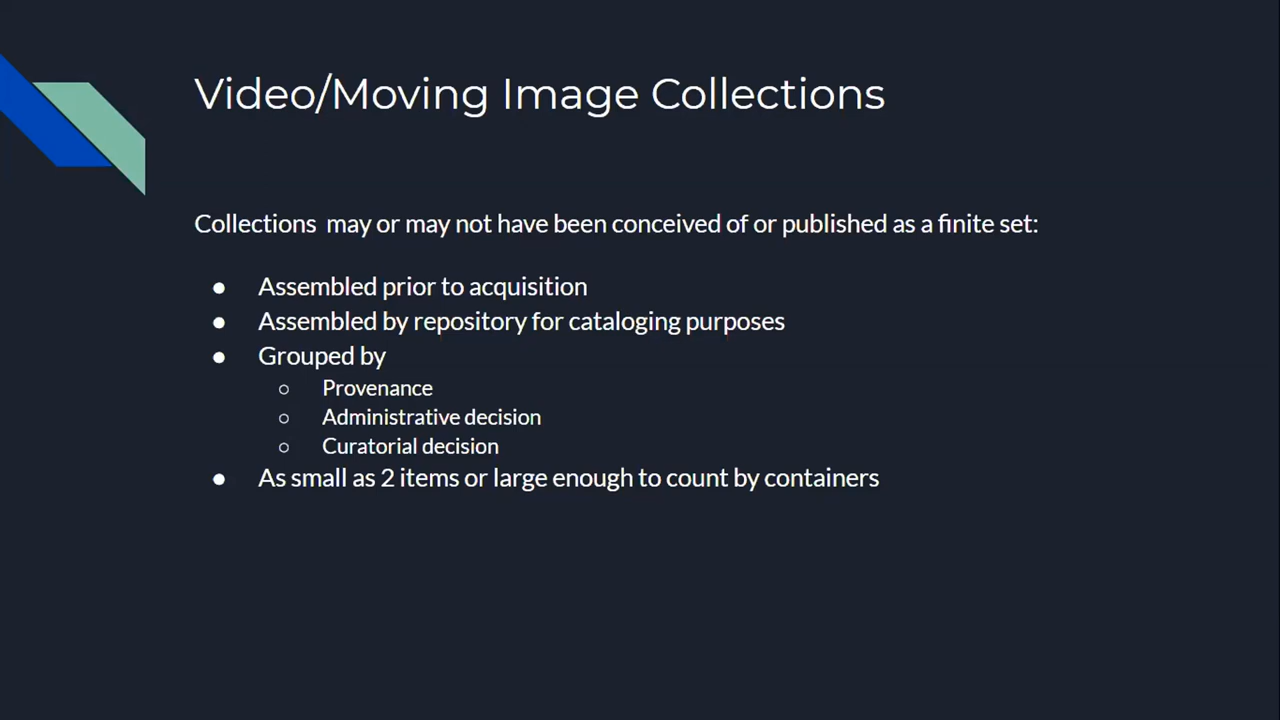 Video/Moving Image Collections
Collections may or may not have been conceived of or published as a finite set:
● Assembled prior to acquisition
● Assembled by repository for cataloging purposes
● Grouped by
○ Provenance
○ Administrative decision
○ Curatorial decision
● As small as 2 items or large enough to count by containers